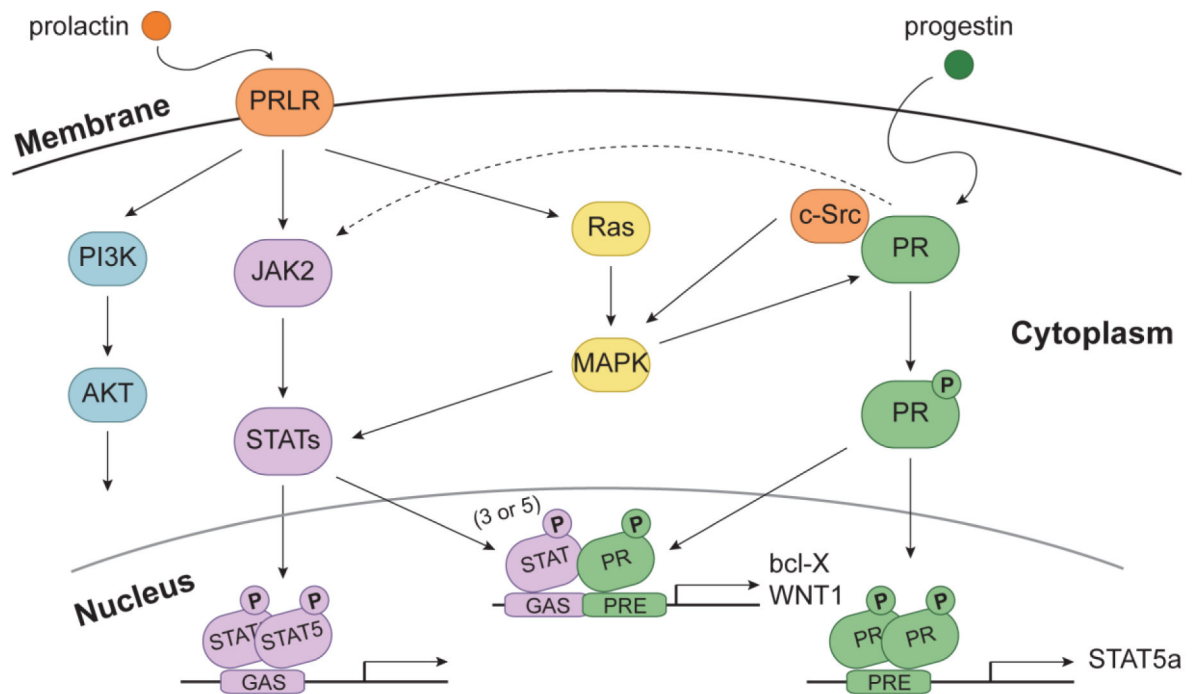 prolactin
progestin
PRLR
Membrane
c-Src
Ras
PR
PI3K
JAK2
Cytoplasm
MAPK
P
AKT
PR
STATs
(3 or 5)
P
P
STAT
PR
bcl-X
WNT1
GAS
PRE
Nucleus
P
P
STAT
STAT5
GAS
P
P
PR
PR
STAT5a
PRE